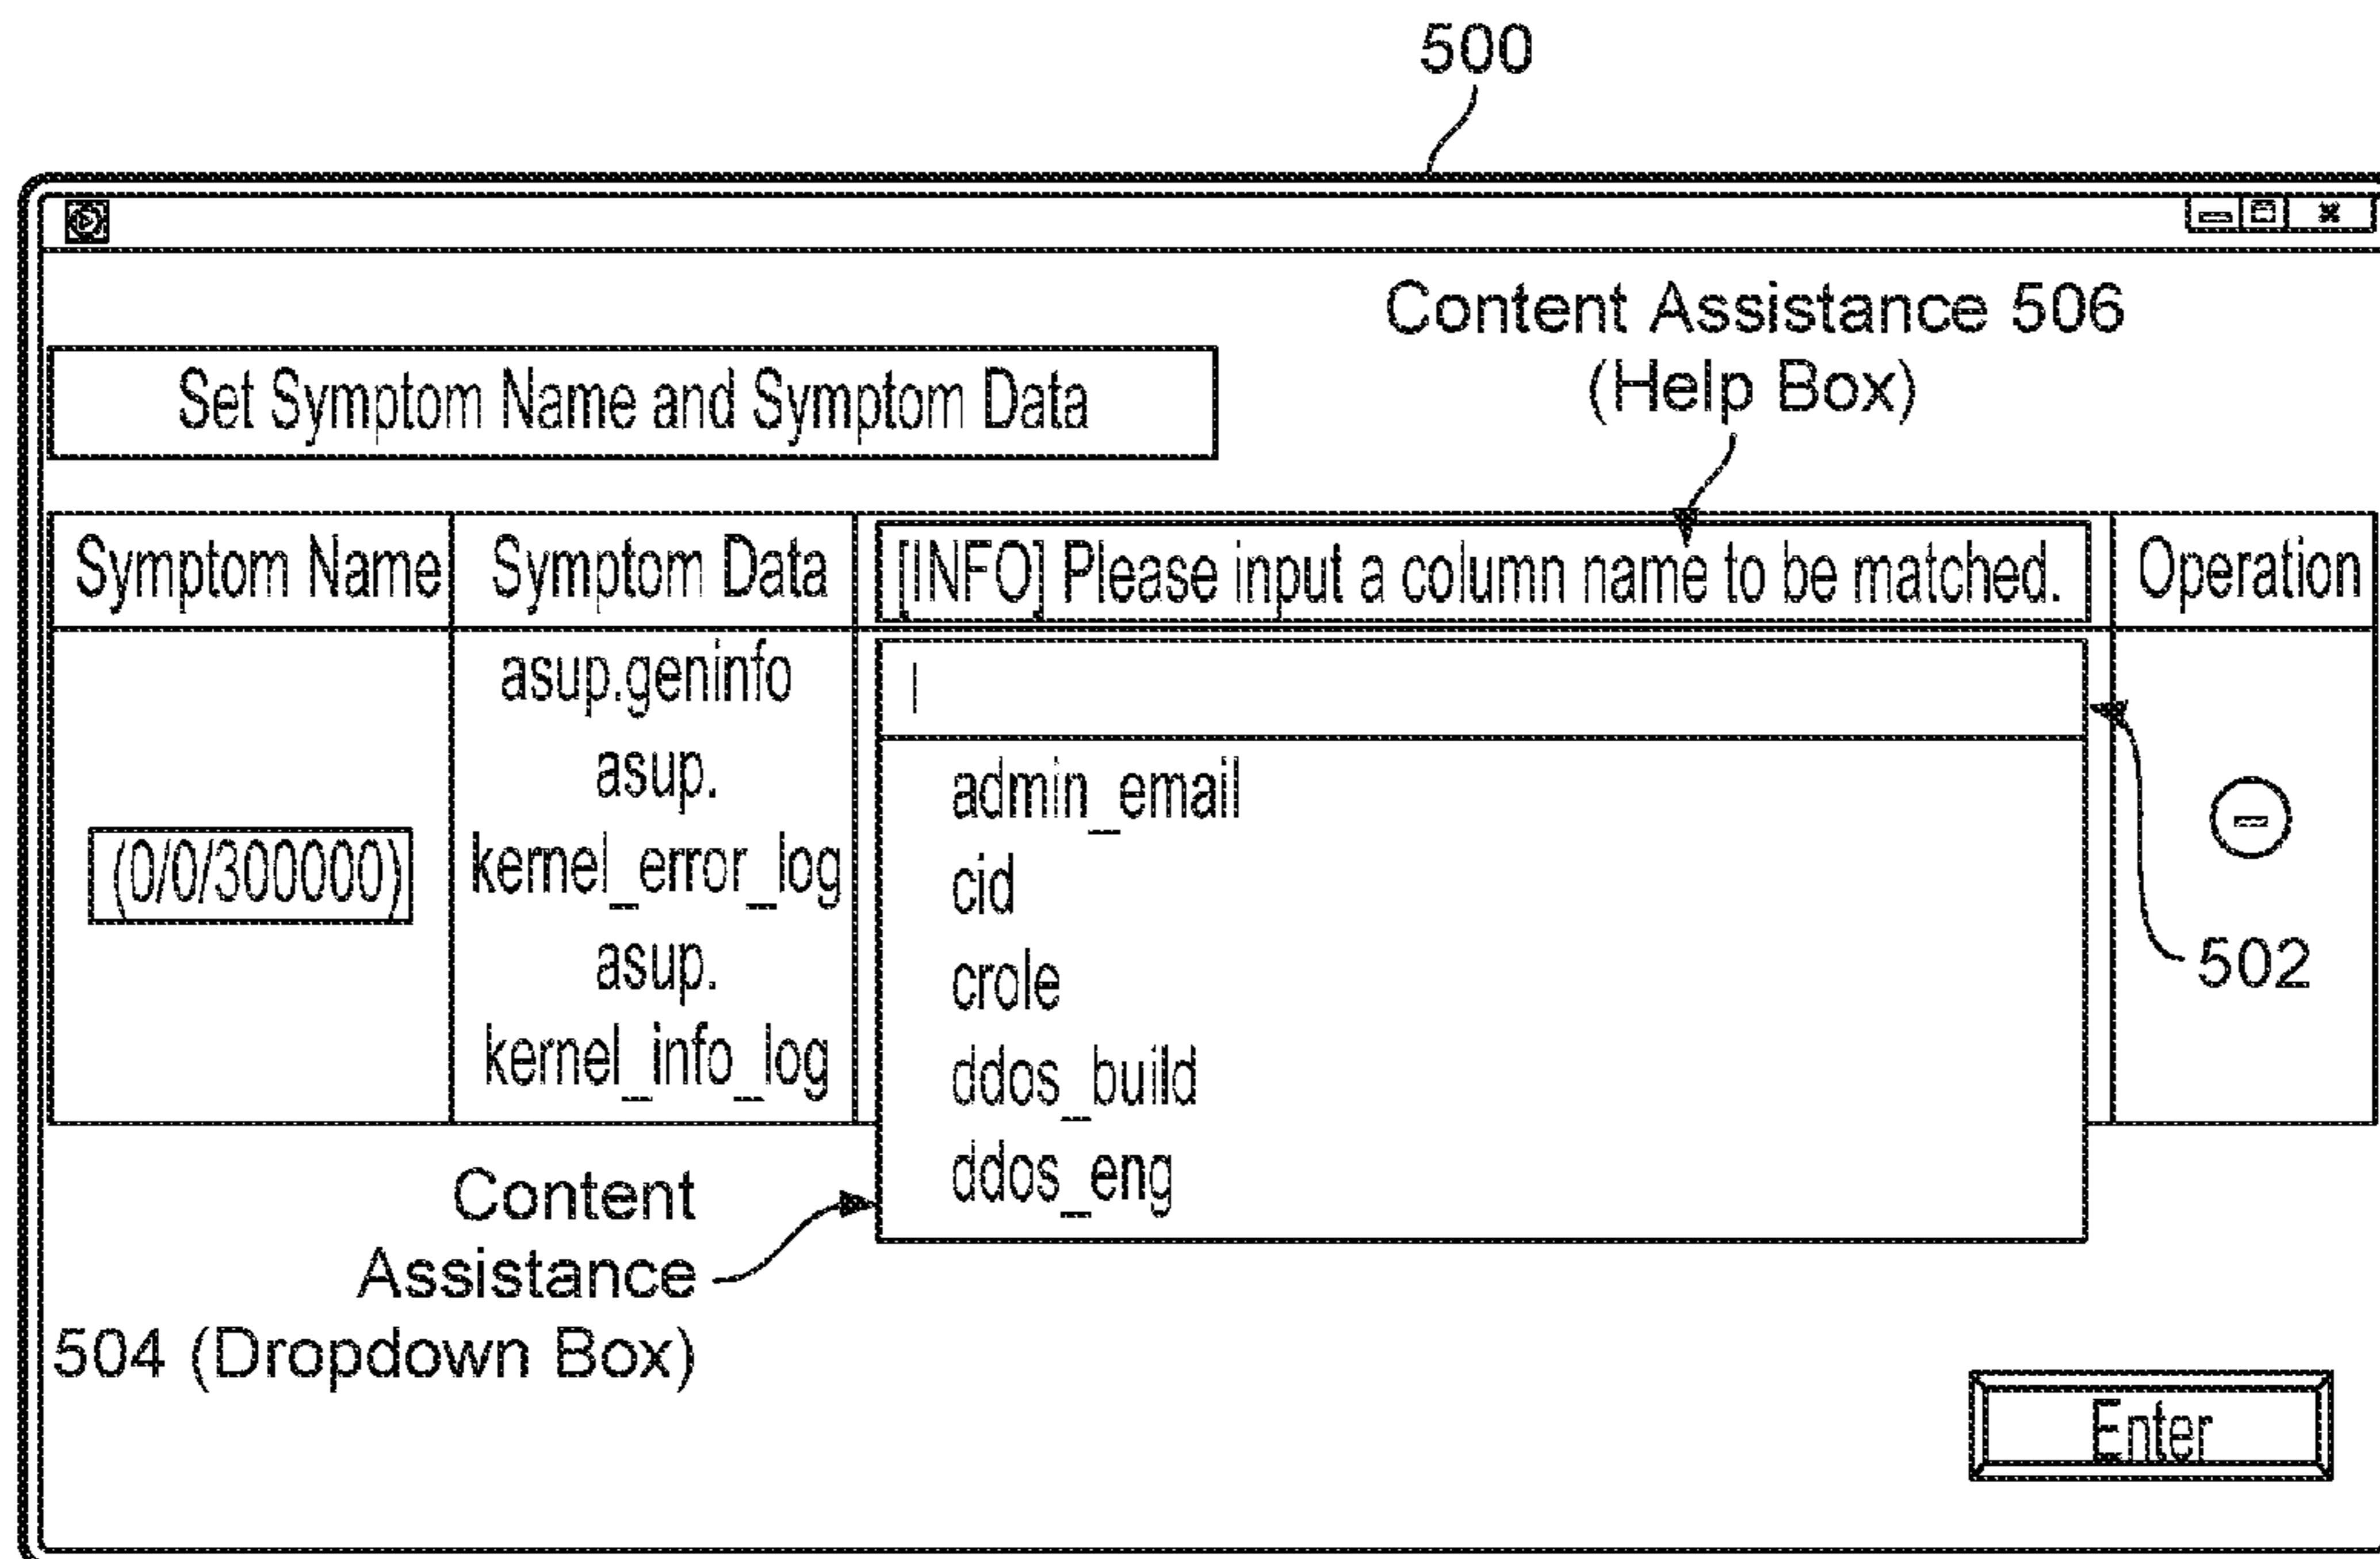 500
Content Assistance 506
(Help Box)
Set Symptom Name and Symptom Data
Symptom Name
Symptom Data
[INFO] Please input a column name to be matched.
Operation
(0/0/300000)
asup.geninfo
asup.
kernel_error_log
asup.
kernel_info_log
admin_email
cid
crole
ddos_build
ddos_eng
502
Content
Assistance
504 (Dropdown Box)
Enter